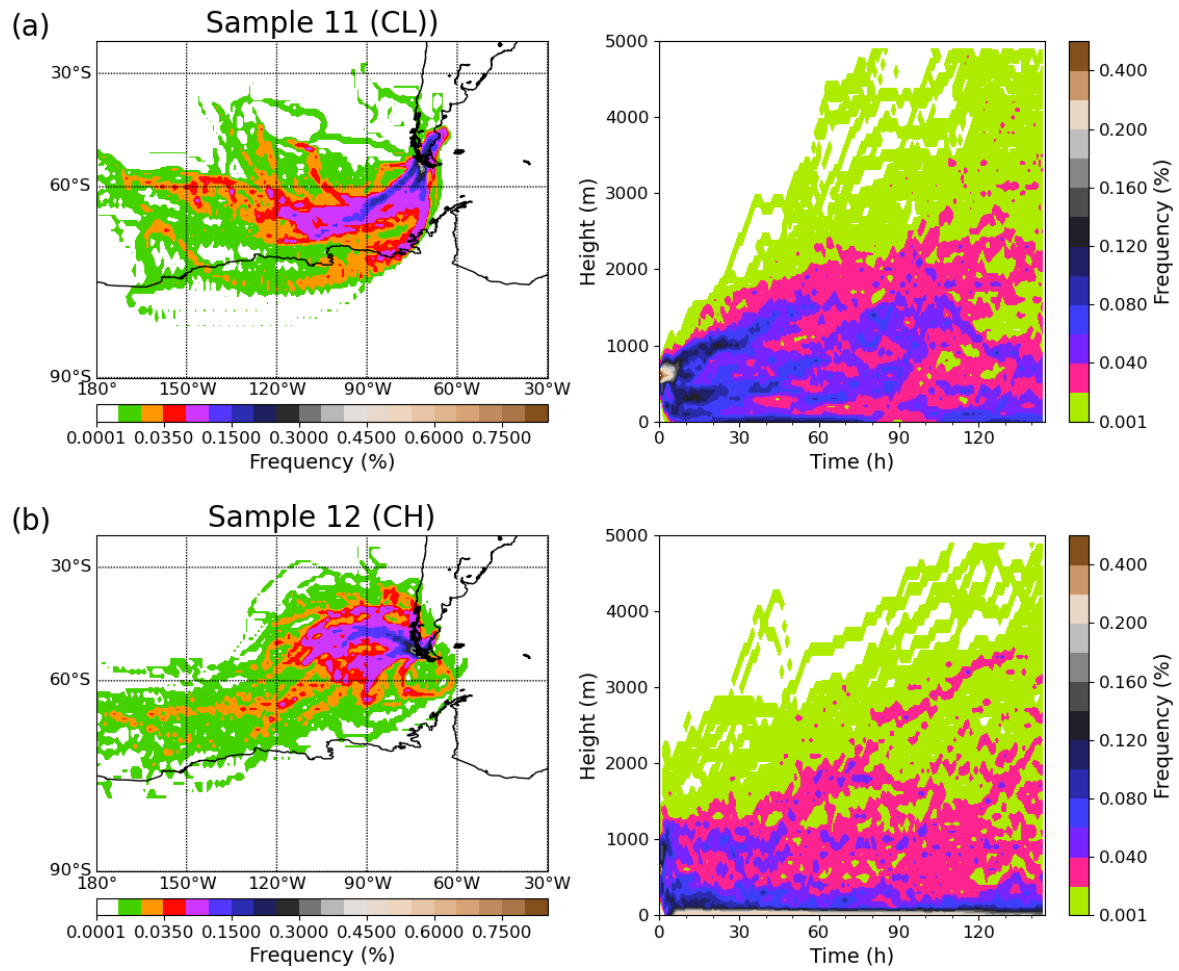 (a)
Sample 11 (CL))
30°S
60°S
90°S
180° 150°W 120°W 90°W 60°W 30°W
0.0001 0.0350 0.1500 0.3000 0.4500 0.6000 0.7500
Frequency (%)
5000
4000
3000
2000
1000
0
Height (m)
0 30 60 90 120
Time (h)
0.400
0.200
0.160
0.120
0.080
0.040
0.001
Frequency (%)
(b)
Sample 12 (CH)
30°S
60°S
90°S
180° 150°W 120°W 90°W 60°W 30°W
0.0001 0.0350 0.1500 0.3000 0.4500 0.6000 0.7500
Frequency (%)
5000
4000
3000
2000
1000
0
Height (m)
0 30 60 90 120
Time (h)
0.400
0.200
0.160
0.120
0.080
0.040
0.001
Frequency (%)